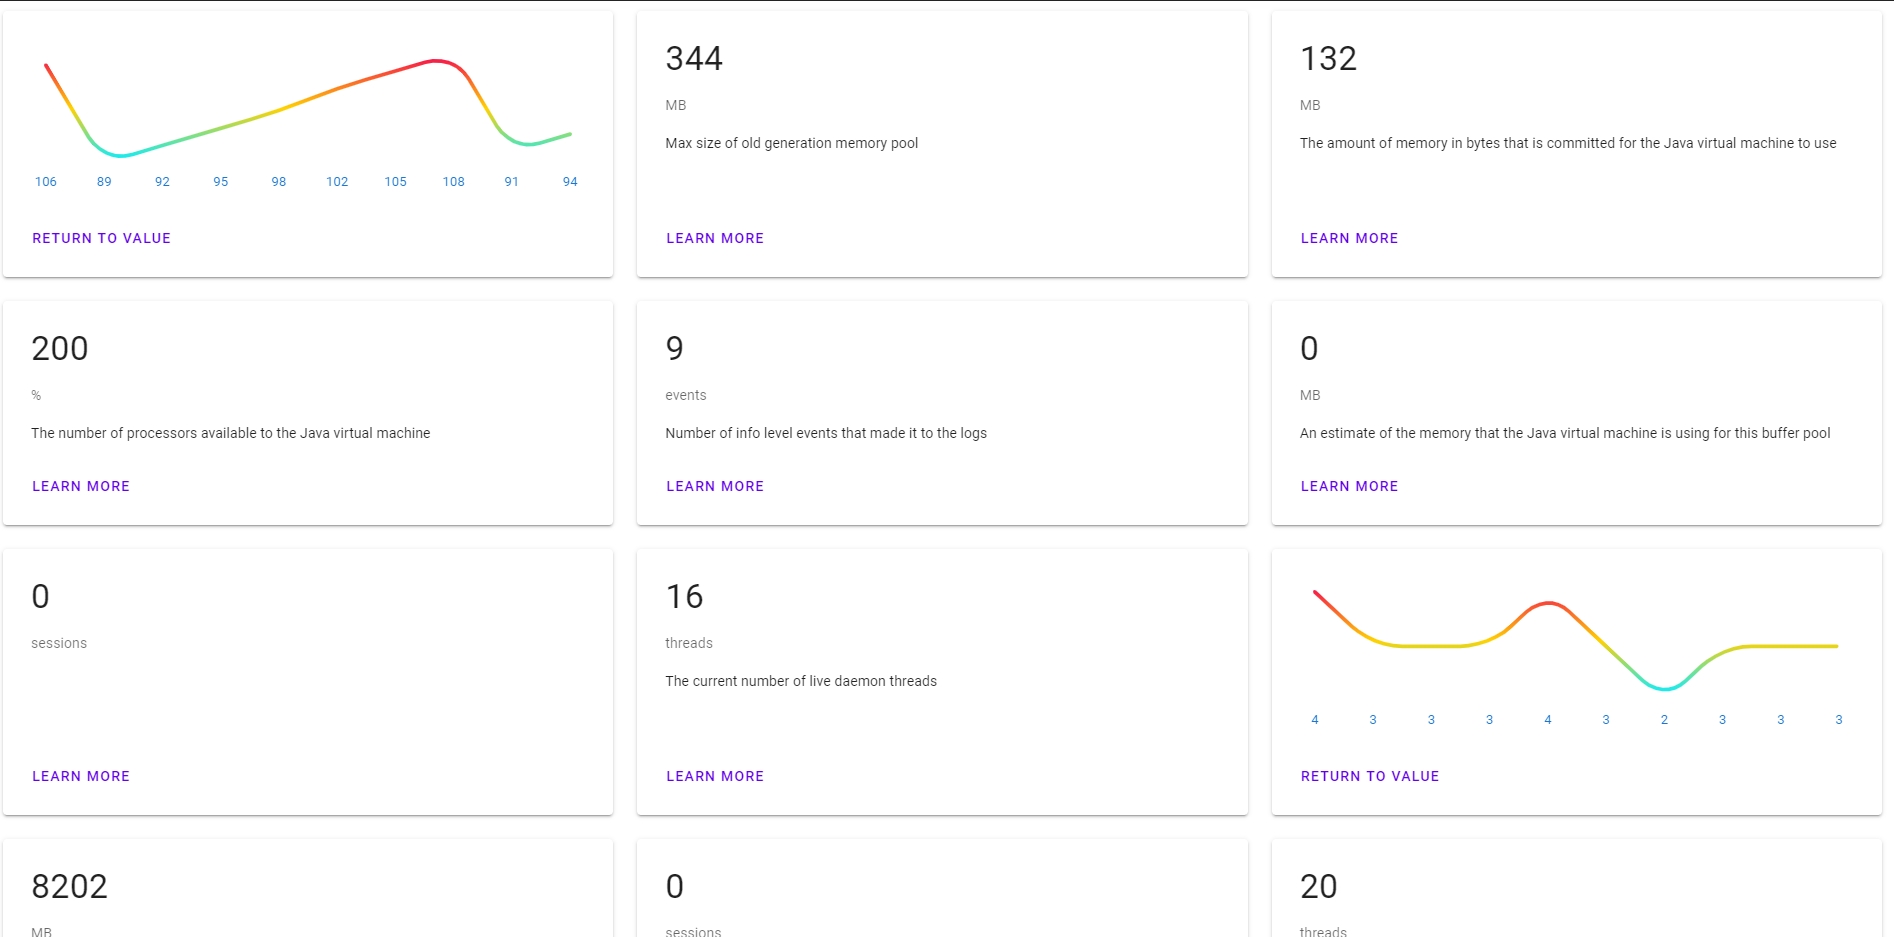 106 89 92 95 98 102 105 108 91 94
RETURN TO VALUE
344
MB
Max size of old generation memory pool
LEARN MORE
132
MB
The amount of memory in bytes that is committed for the Java virtual machine to use
LEARN MORE
200
%
The number of processors available to the Java virtual machine
LEARN MORE
9
events
Number of info level events that made it to the logs
LEARN MORE
0
MB
An estimate of the memory that the Java virtual machine is using for this buffer pool
LEARN MORE
0
sessions
LEARN MORE
16
threads
The current number of live daemon threads
LEARN MORE
4 3 3 3 4 3 2 3 3 3
RETURN TO VALUE
8202
MB
0
sessions
20
threads